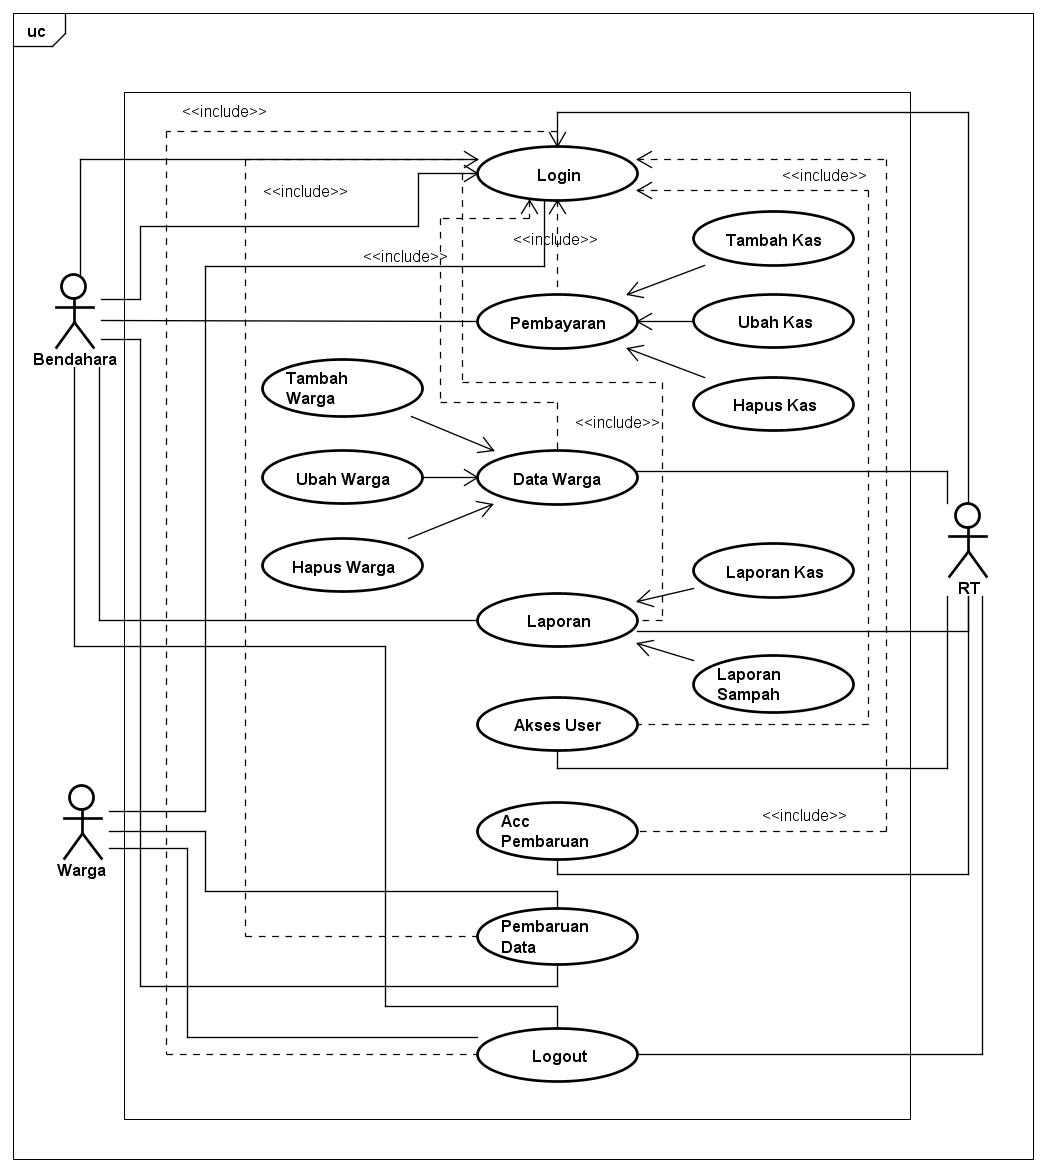 uc
<<include>>
Login
<<include>>
<<include>>
<<include>>
<<include>>
Tambah Kas
Bendahara
Pembayaran
Ubah Kas
Tambah
Warga
Hapus Kas
<<include>>
Ubah Warga
Data Warga
Hapus Warga
Laporan Kas
RT
Laporan
Laporan
Sampah
Akses User
<<include>>
Acc
Pembaruan
Warga
Pembaruan
Data
Logout